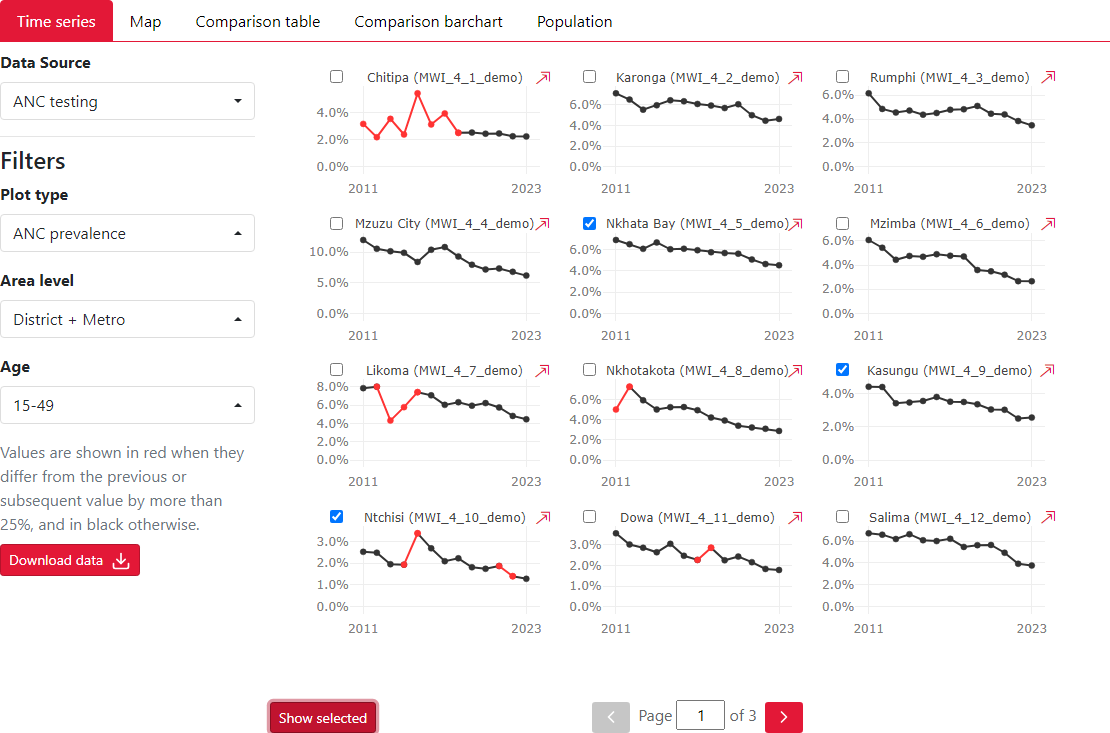 Time series Map Comparison table Comparison barchart Population
Data Source
ANC testing
Filters
Plot type
ANC prevalence
Area level
District + Metro
Age
15-49
Values are shown in red when they
differ from the previous or
subsequent value by more than
25%, and in black otherwise.
Download data
Chitipa (MWI_4_1_demo)
4.0%
2.0%
0.0%
2011 2023
Karonga (MWI_4_2_demo)
6.0%
4.0%
2.0%
0.0%
2011 2023
Rumphi (MWI_4_3_demo)
6.0%
4.0%
2.0%
0.0%
2011 2023
Mzuzu City (MWI_4_4_demo)
10.0%
5.0%
0.0%
2011 2023
Nkhata Bay (MWI_4_5_demo)
6.0%
4.0%
2.0%
0.0%
2011 2023
Mzimba (MWI_4_6_demo)
6.0%
4.0%
2.0%
0.0%
2011 2023
Likoma (MWI_4_7_demo)
8.0%
6.0%
4.0%
2.0%
0.0%
2011 2023
Nkhotakota (MWI_4_8_demo)
6.0%
4.0%
2.0%
0.0%
2011 2023
Kasungu (MWI_4_9_demo)
4.0%
2.0%
0.0%
2011 2023
Ntchisi (MWI_4_10_demo)
3.0%
2.0%
1.0%
0.0%
2011 2023
Dowa (MWI_4_11_demo)
3.0%
2.0%
1.0%
0.0%
2011 2023
Salima (MWI_4_12_demo)
6.0%
4.0%
2.0%
0.0%
2011 2023
Show selected
Page 1 of 3